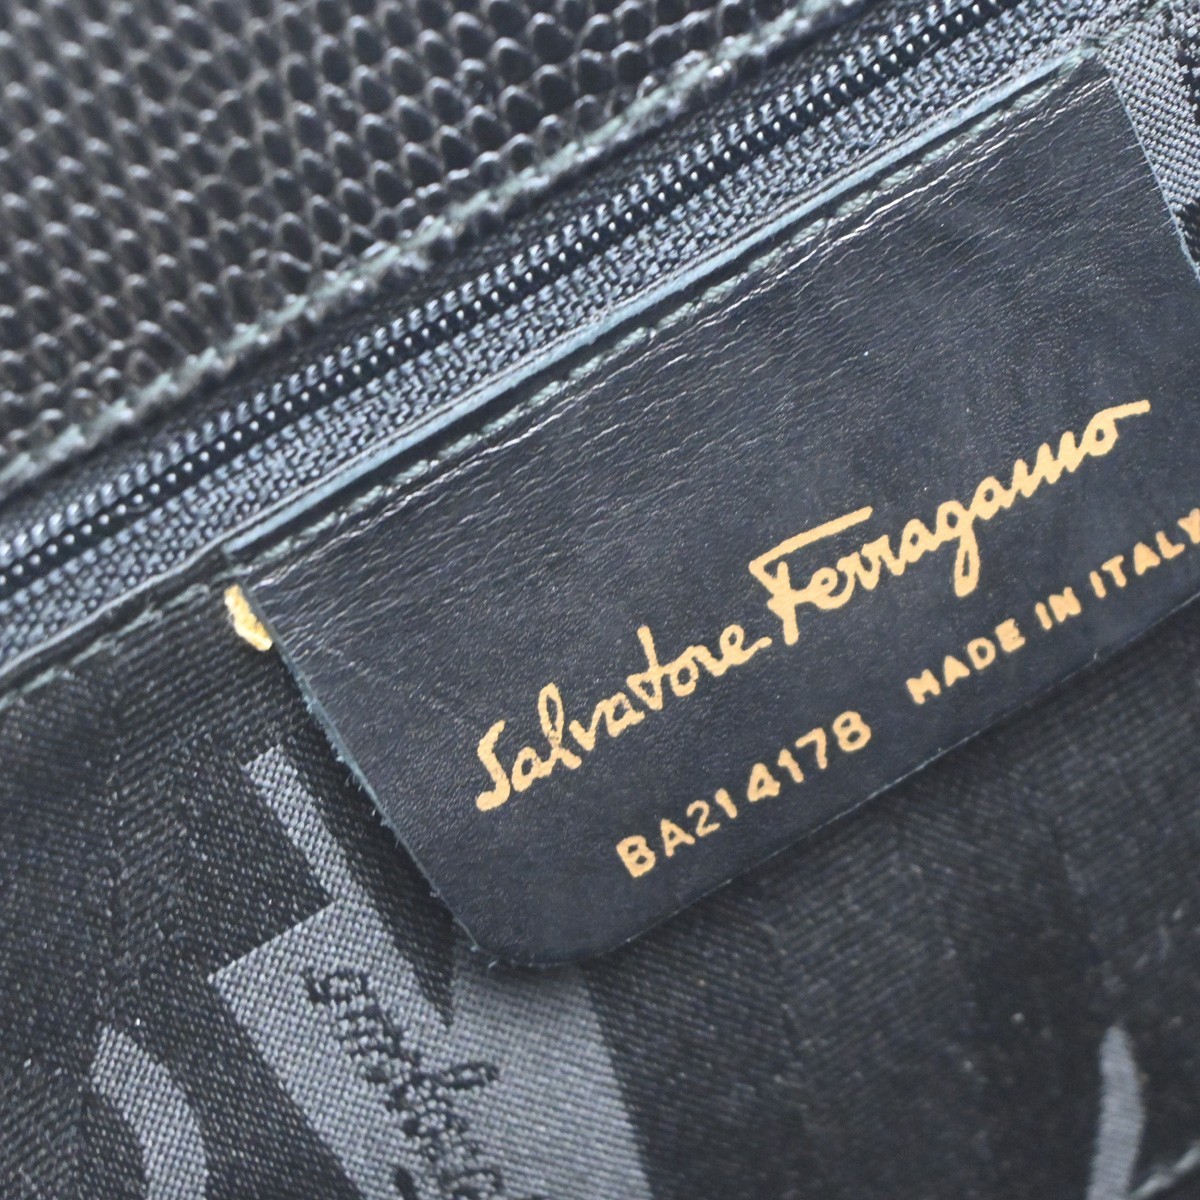 Salvatore Ferragamo
BA21 4178 MADE IN ITALY